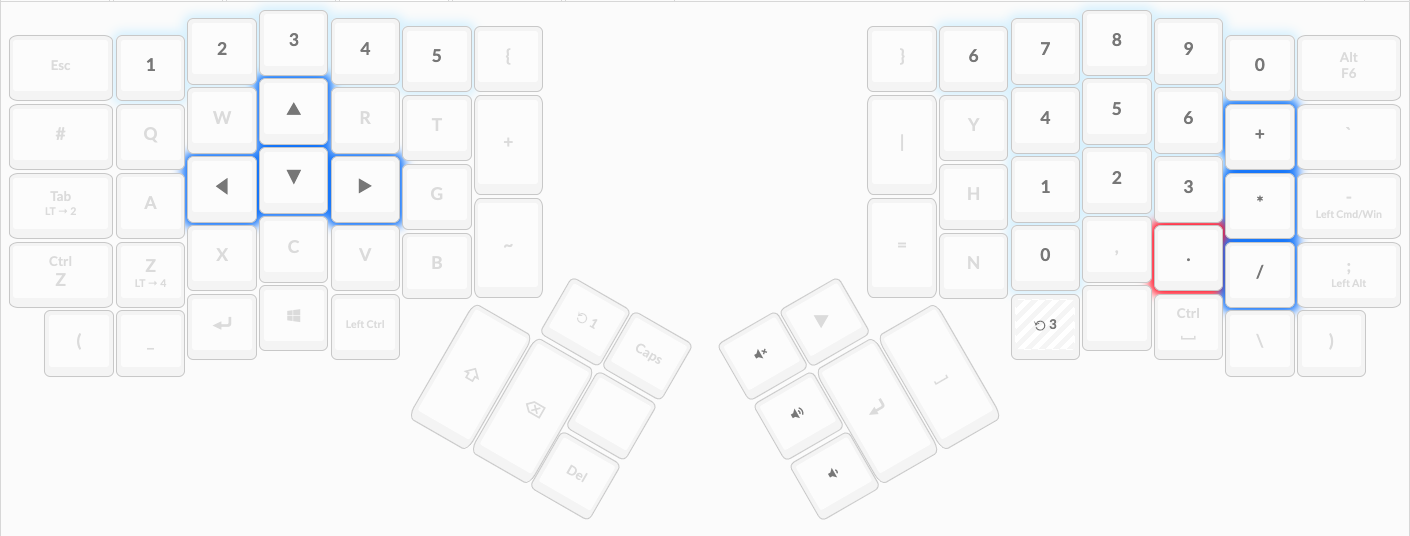 Esc 1 2 3 4 5 {
} 6 7 8 9 0 Alt
F6
# Q W ▲ R T +
| Y 4 5 6 + `
Tab
LT → 2
A ◀ ▼ ▶ G
H 1 2 3 * -
Left Cmd/Win
Ctrl
Z
Z
LT → 4
X C V B ~
= N 0 , . / ;
Left Alt
( _ Left Ctrl
3 Ctrl \ )
1 Caps
Del
▼